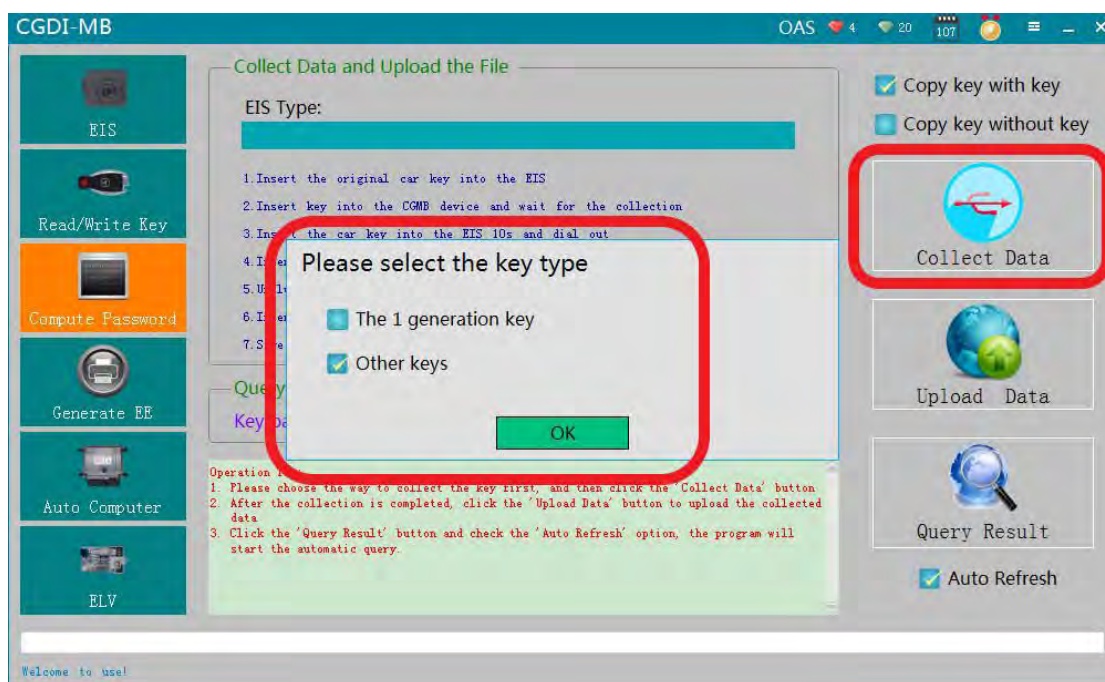 CGDI-MB
OAS 4 20 107
EIS
Read/Write Key
Compute Password
Generate EE
Auto Computer
ELV
Collect Data and Upload the File
EIS Type:
1.Insert the original car key into the EIS
2.Insert key into the CGMB device and wait for the collection
the car key into the EIS 10s and dial out
4.
5.
6.
7.
Please select the key type
The 1 generation key
Other keys
OK
Operation
1. Please choose the way to collect the key first, and then click the 'Collect Data' button
2. After the collection is completed, click the 'Upload Data' button to upload the collected
data
3. Click the 'Query Result' button and check the 'Auto Refresh' option, the program will
start the automatic query.
Copy key with key
Copy key without key
Collect Data
Upload Data
Query Result
Auto Refresh
Welcome to use!